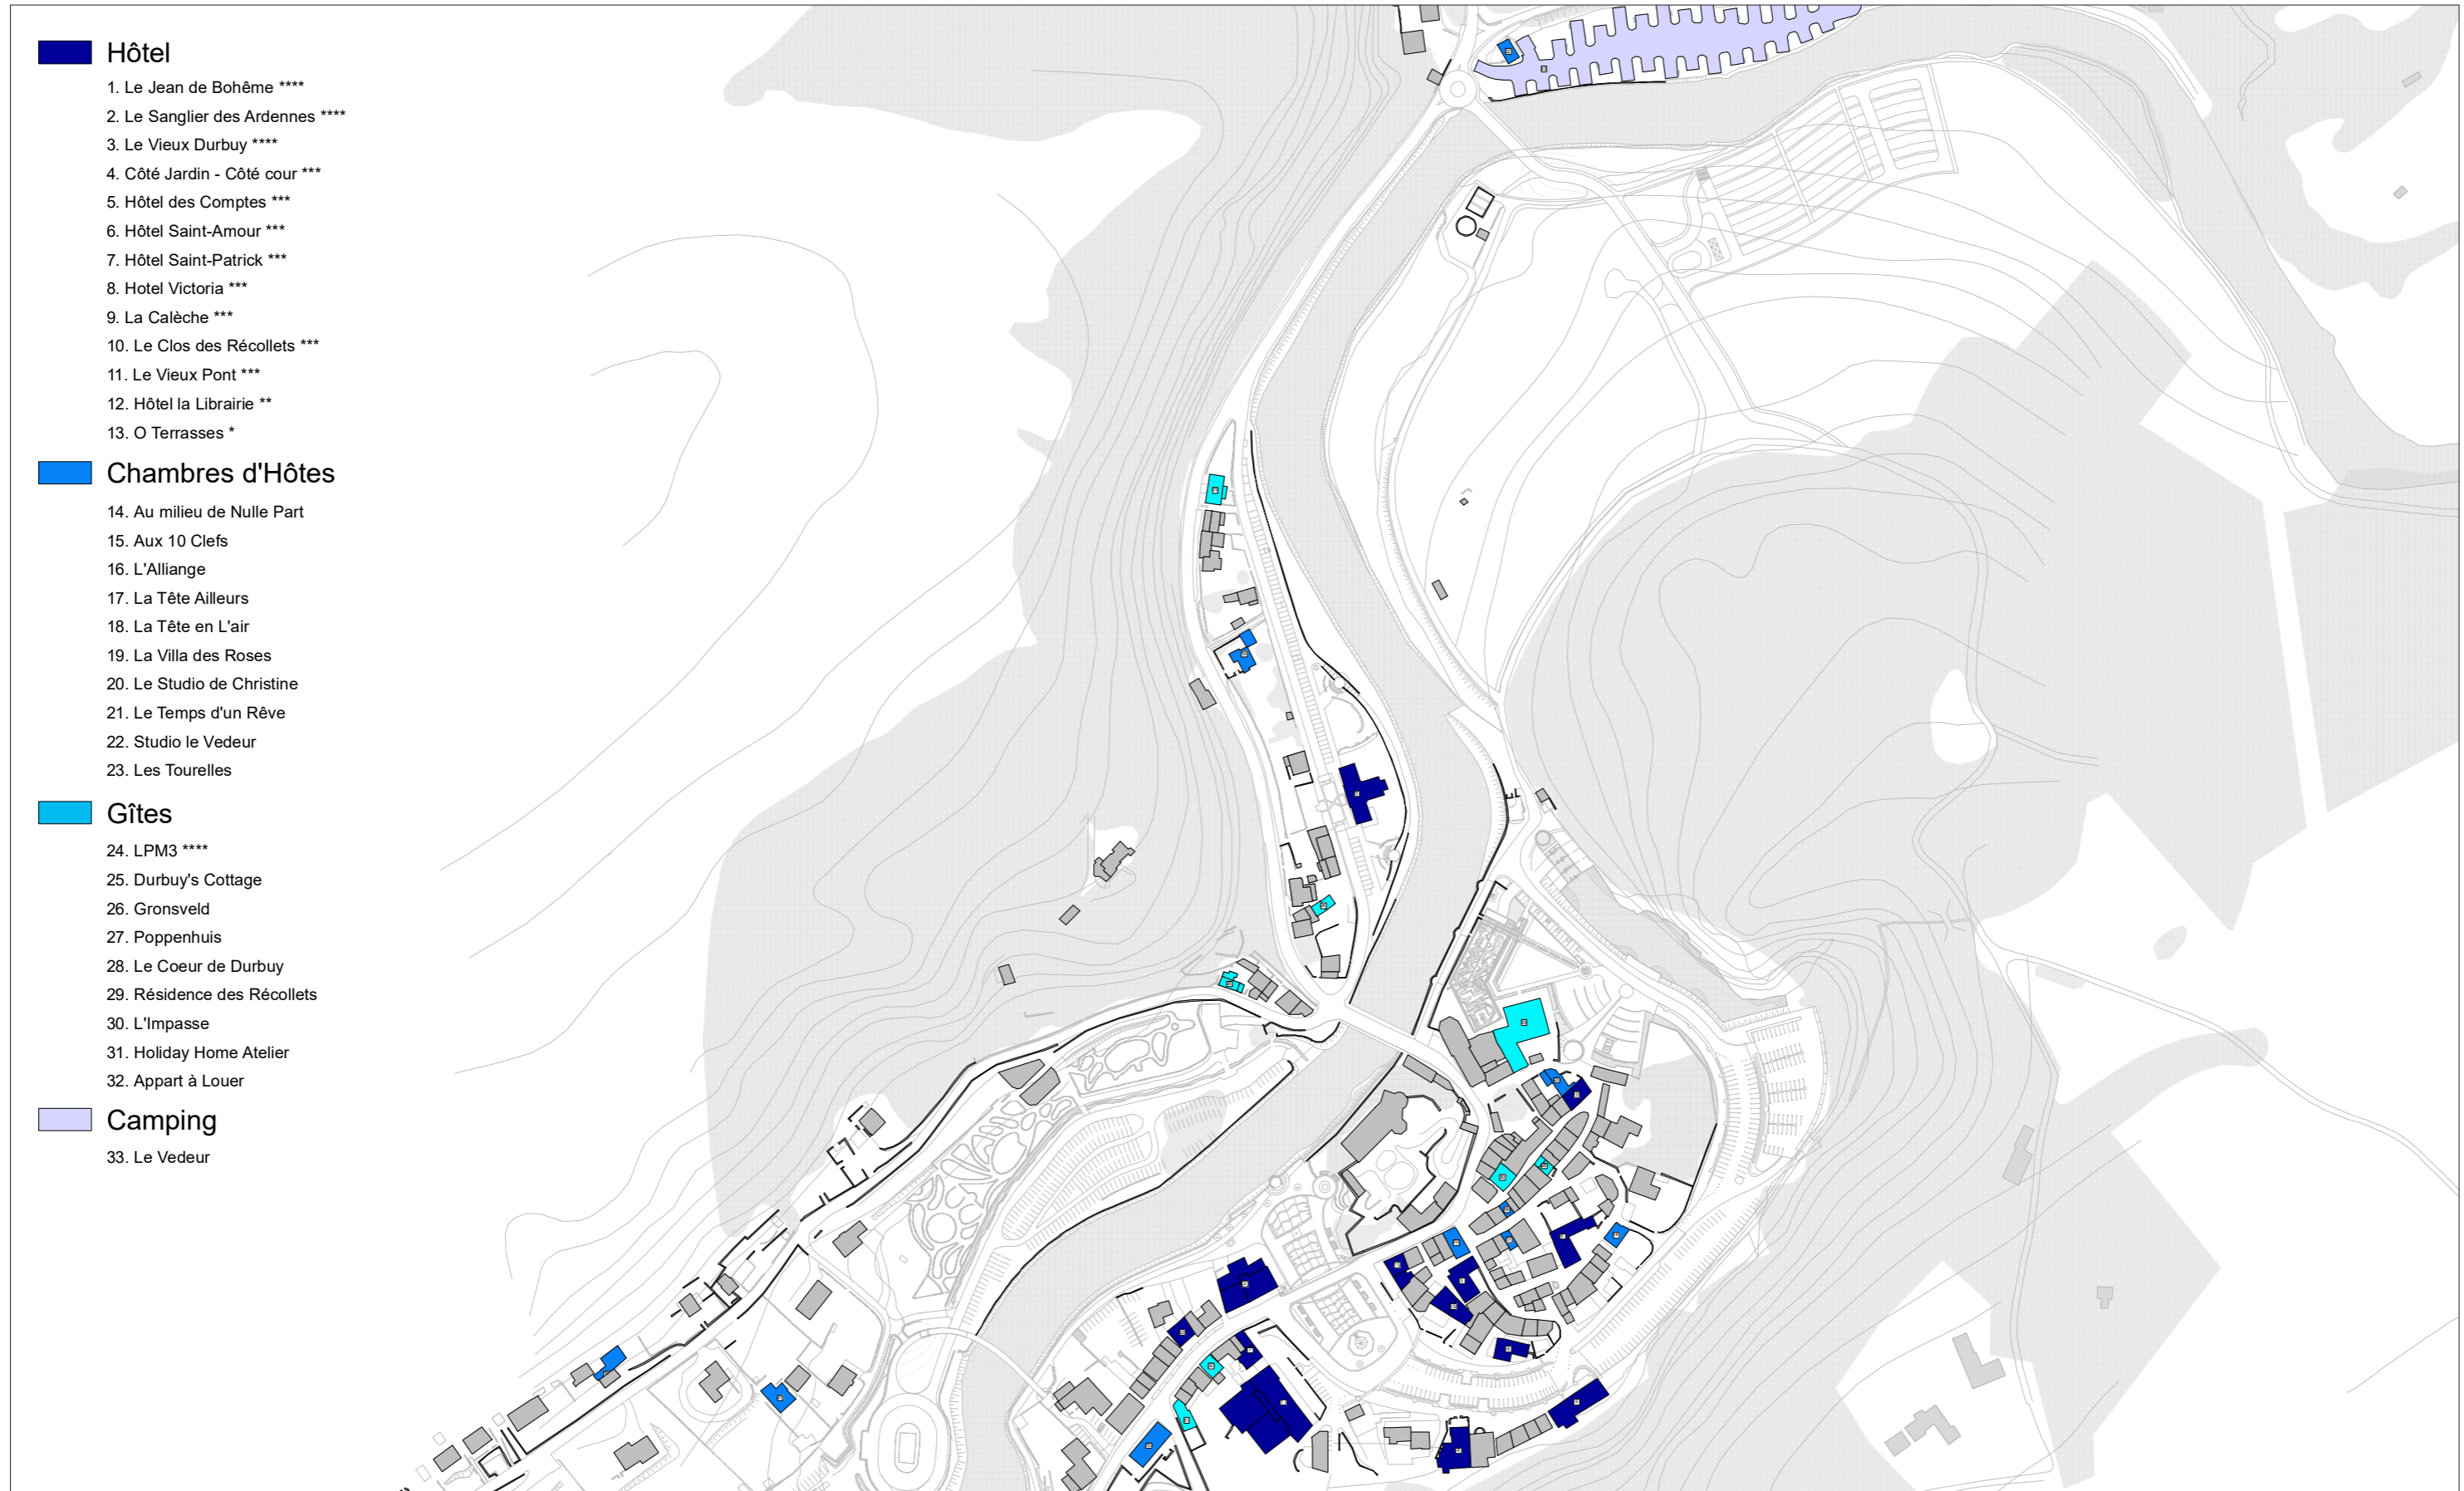 Hôtel
1. Le Jean de Bohême ****
2. Le Sanglier des Ardennes ****
3. Le Vieux Durbuy ****
4. Côté Jardin - Côté cour ***
5. Hôtel des Comptes ***
6. Hôtel Saint-Amour ***
7. Hôtel Saint-Patrick ***
8. Hotel Victoria ***
9. La Calèche ***
10. Le Clos des Récollets ***
11. Le Vieux Pont ***
12. Hôtel la Librairie **
13. O Terrasses *
Chambres d'Hôtes
14. Au milieu de Nulle Part
15. Aux 10 Clefs
16. L'Alliange
17. La Tête Ailleurs
18. La Tête en L'air
19. La Villa des Roses
20. Le Studio de Christine
21. Le Temps d'un Rêve
22. Studio le Vedeur
23. Les Tourelles
Gîtes
24. LPM3 ****
25. Durbuy's Cottage
26. Gronsveld
27. Poppenhuis
28. Le Coeur de Durbuy
29. Résidence des Récollets
30. L'Impasse
31. Holiday Home Atelier
32. Appart à Louer
Camping
33. Le Vedeur